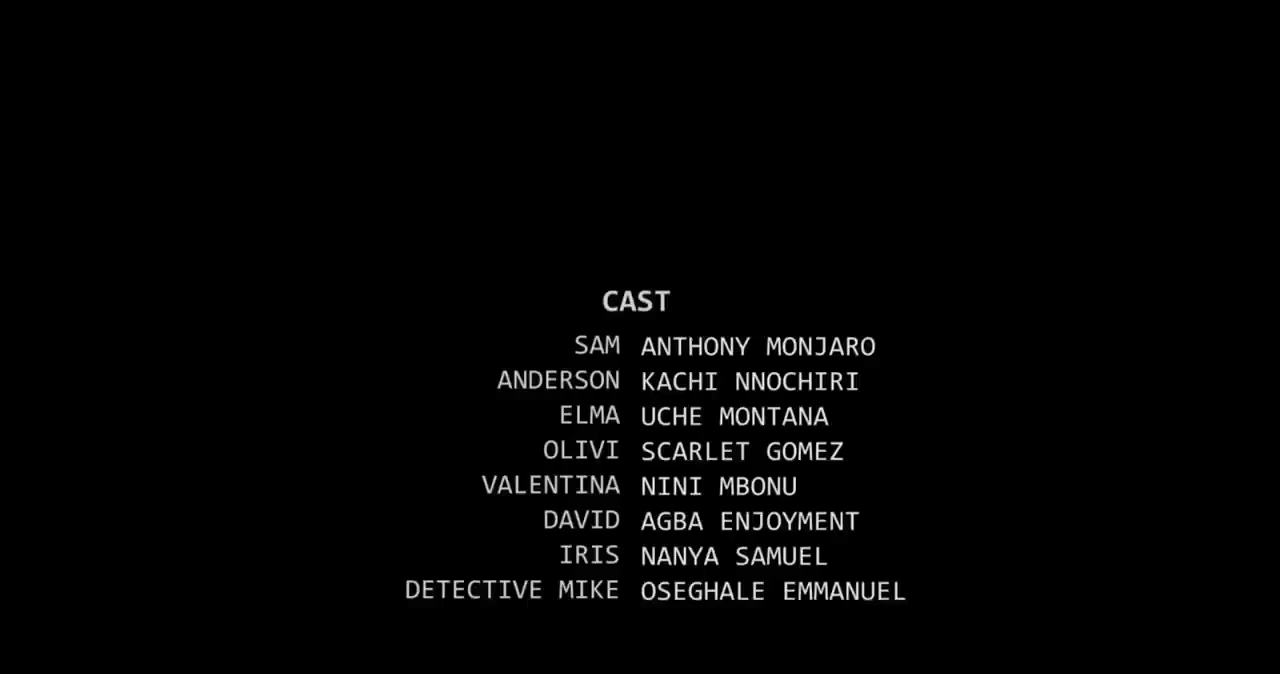 CAST
SAM ANTHONY MONJARO
ANDERSON KACHI NNOCHIRI
ELMA UCHE MONTANA
OLIVI SCARLET GOMEZ
VALENTINA NINI MBONU
DAVID AGBA ENJOYMENT
IRIS NANYA SAMUEL
DETECTIVE MIKE OSEGHALE EMMANUEL